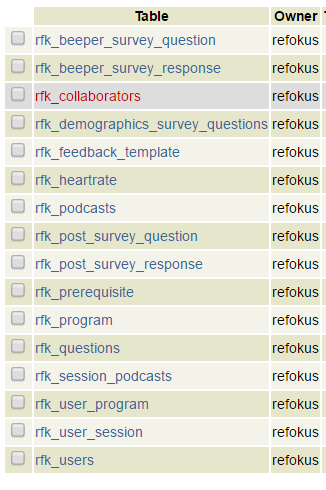 Table Owner
rfk_beeper_survey_question refokus
rfk_beeper_survey_response refokus
rfk_collaborators refokus
rfk_demographics_survey_questions refokus
rfk_feedback_template refokus
rfk_heartrate refokus
rfk_podcasts refokus
rfk_post_survey_question refokus
rfk_post_survey_response refokus
rfk_prerequisite refokus
rfk_program refokus
rfk_questions refokus
rfk_session_podcasts refokus
rfk_user_program refokus
rfk_user_session refokus
rfk_users refokus